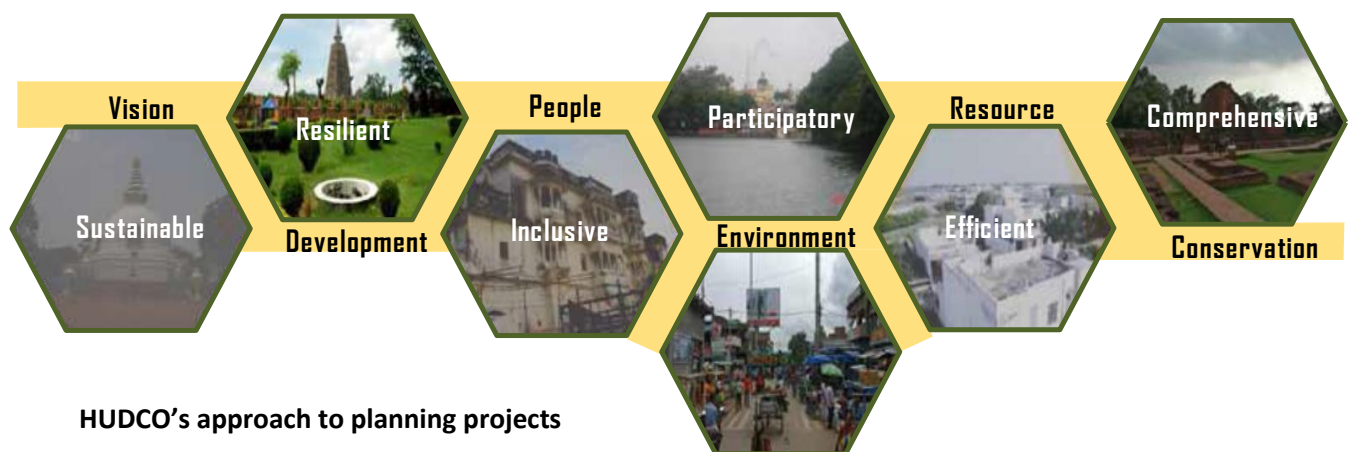 Vision
Sustainable
Resilient
Development
People
Inclusive
Participatory
Environment
Resource
Efficient
Comprehensive
Conservation
HUDCO’s approach to planning projects